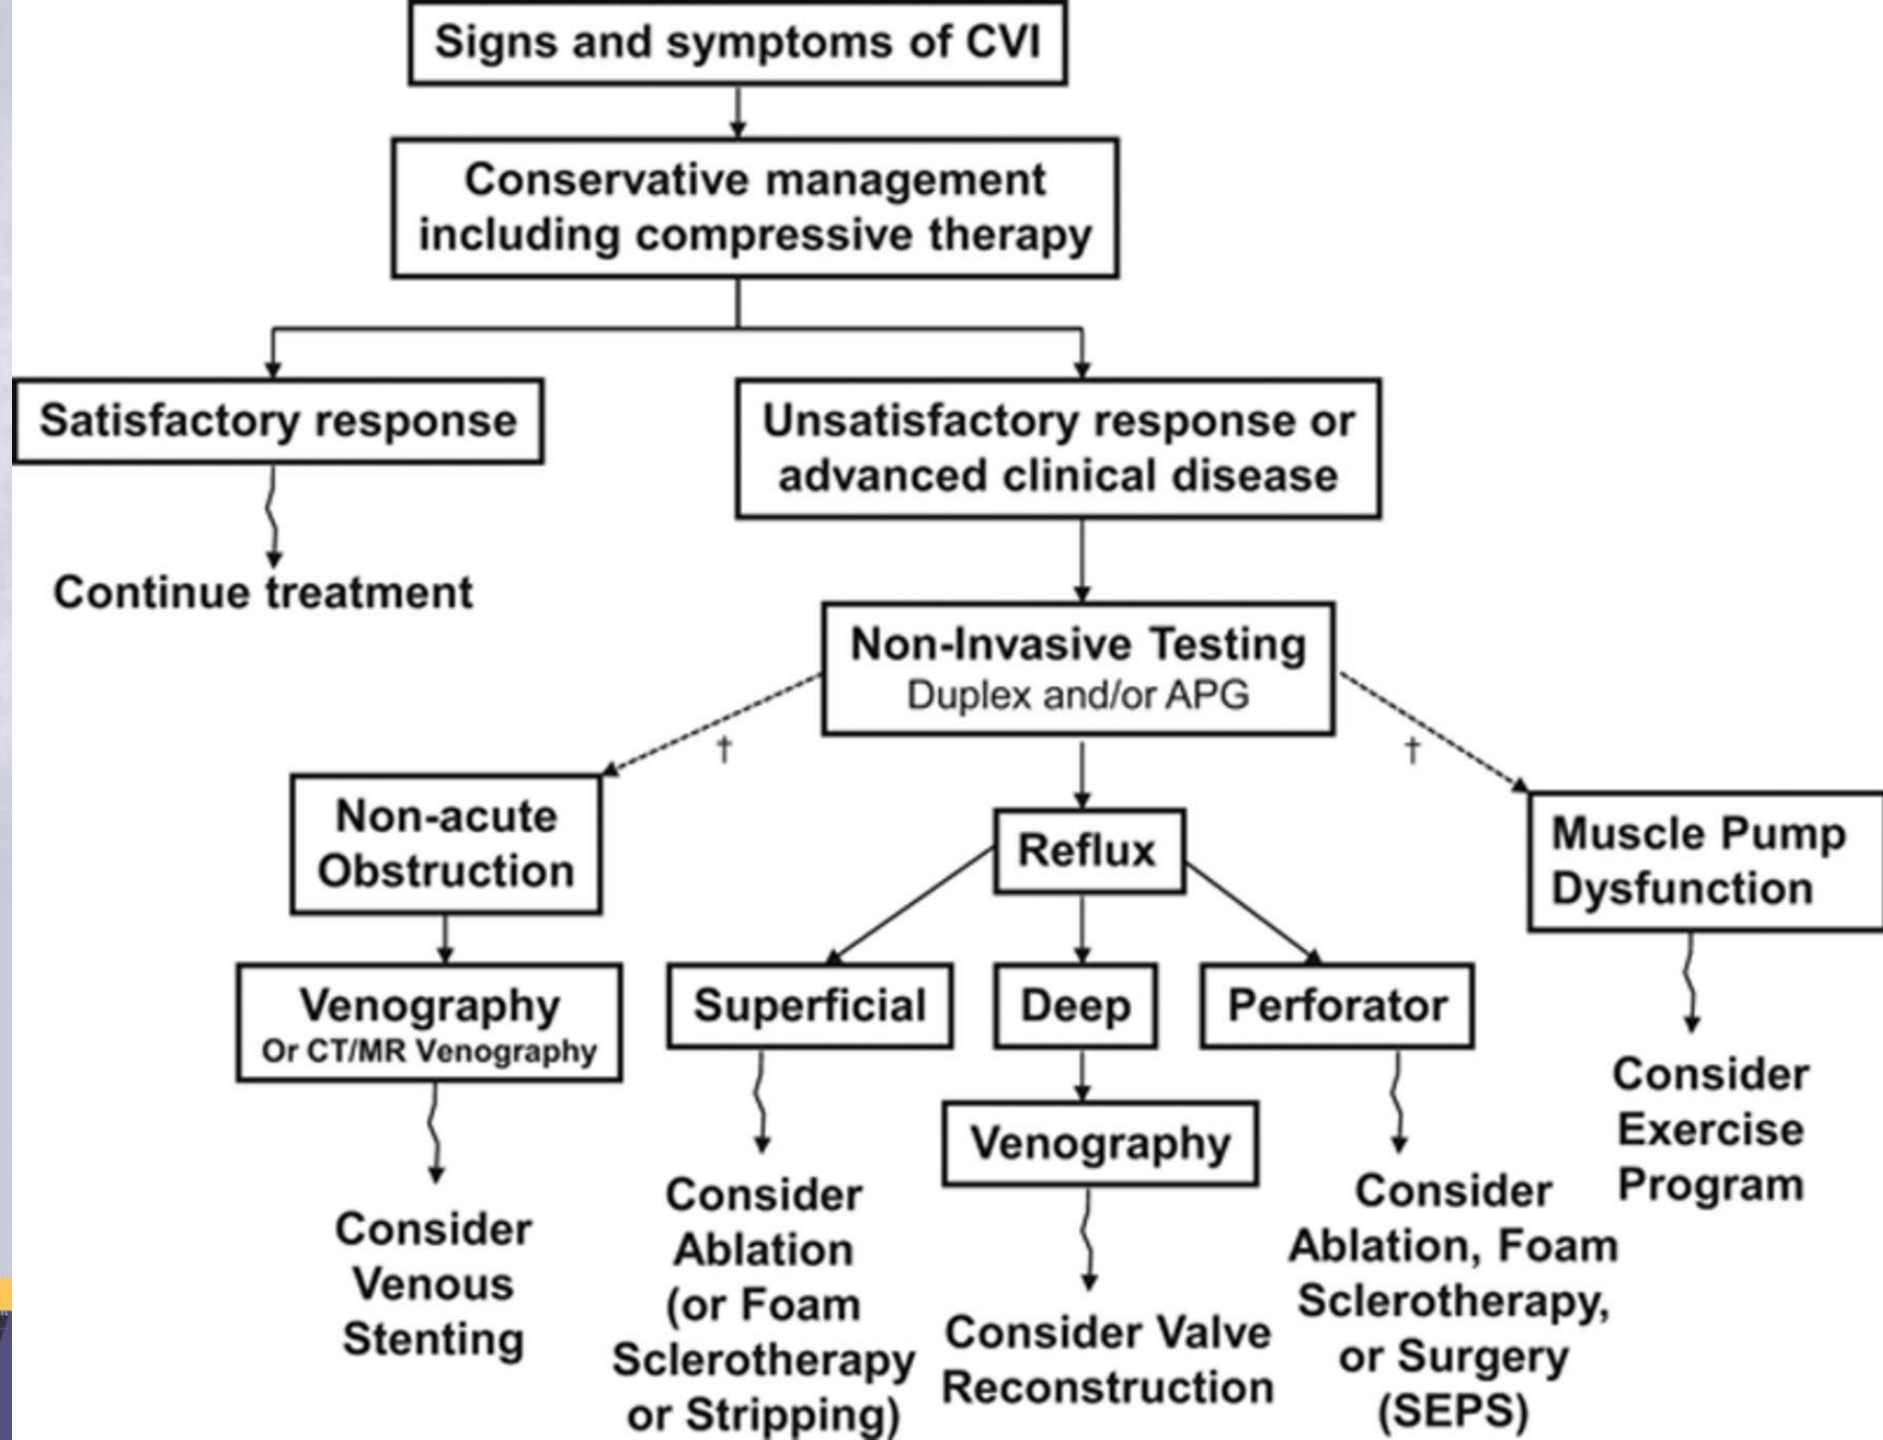 Signs and symptoms of CVI
Conservative management
including compressive therapy
Satisfactory response
Unsatisfactory response or
advanced clinical disease
Continue treatment
Non-Invasive Testing
Duplex and/or APG
†
†
Non-acute
Obstruction
Reflux
Muscle Pump
Dysfunction
Venography
Or CT/MR Venography
Superficial
Deep
Perforator
Venography
Consider
Venous
Stenting
Consider
Ablation
(or Foam
Sclerotherapy
or Stripping)
Consider Valve
Reconstruction
Consider
Ablation, Foam
Sclerotherapy,
or Surgery
(SEPS)
Consider
Exercise
Program